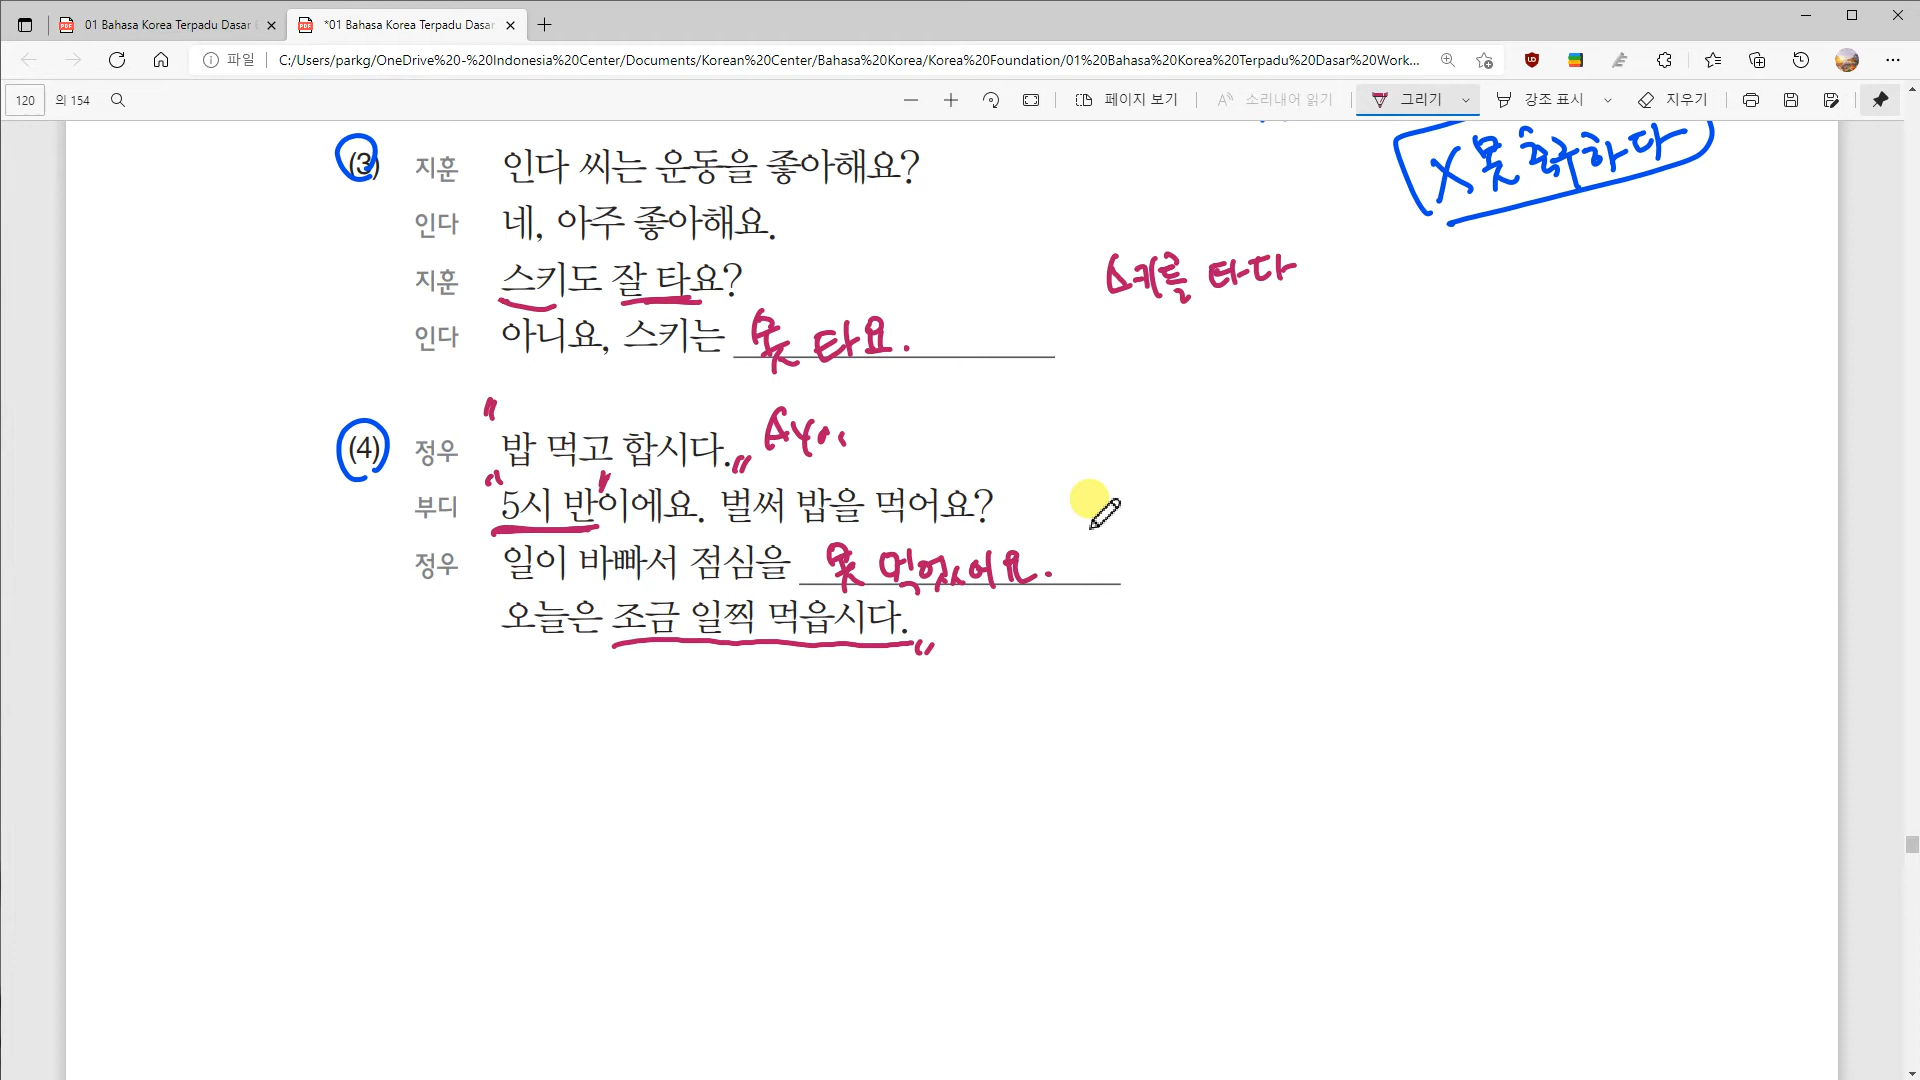 01 Bahasa Korea Terpadu Dasar
*01 Bahasa Korea Terpadu Dasar
파일
C:/Users/parkg/OneDrive%20-%20Indonesia%20Center/Documents/Korean%20Center/Bahasa%20Korea/Korea%20Foundation/01%20Bahasa%20Korea%20Terpadu%20Dasar%20Work...
120 의 154
페이지 보기
소리내어 읽기
그리기
강조 표시
지우기
X 못 축구하다
(3) 지훈 인다 씨는 운동을 좋아해요?
인다 네, 아주 좋아해요.
지훈 스키도 잘 타요?
스키를 타다
인다 아니요, 스키는 못 타요.
(4) 정우 밥 먹고 합시다. Ayo,
부디 5시 반이에요. 벌써 밥을 먹어요?
정우 일이 바빠서 점심을 못 먹었어요.
오늘은 조금 일찍 먹읍시다.